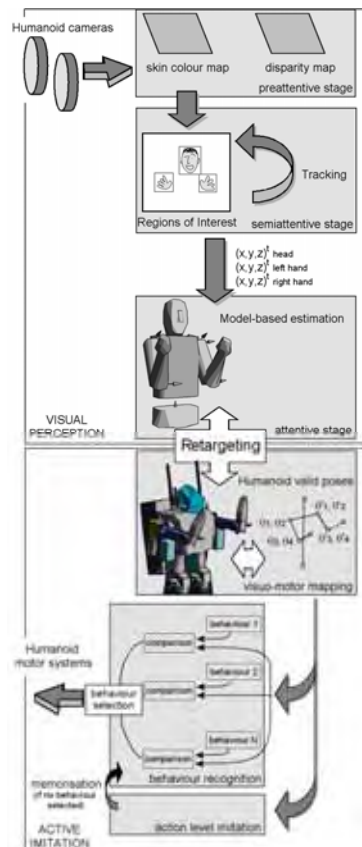 Humanoid cameras
skin colour map
disparity map
preattentive stage
Tracking
Regions of Interest
semiattentive stage
(x,y,z)ᵗ head
(x,y,z)ᵗ left hand
(x,y,z)ᵗ right hand
Model-based estimation
attentive stage
VISUAL
PERCEPTION
Retargeting
Humanoid valid poses
visuo-motor mapping
behaviour 1
comparison
Humanoid
motor systems
behaviour
selection
behaviour 2
comparison
behaviour N
comparison
behaviour recognition
memorisation
(if no behaviour
selected)
action level imitation
ACTIVE
IMITATION